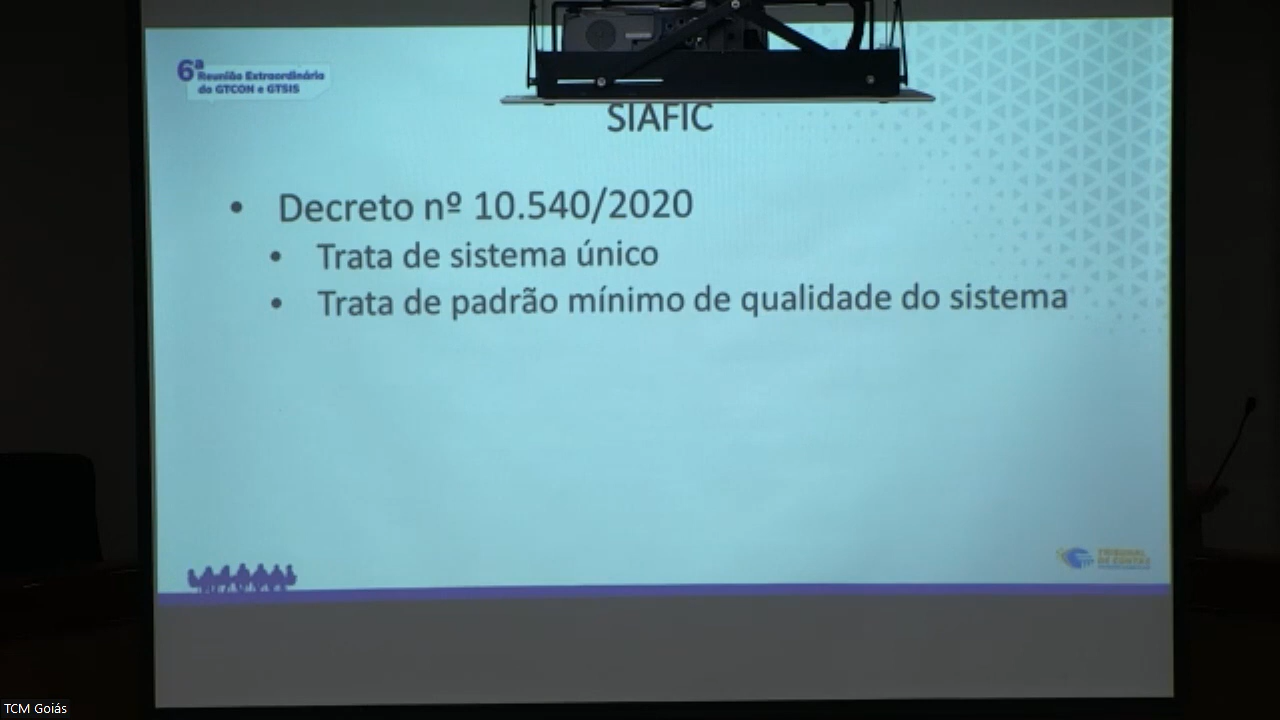 6ª
Reunião Extraordinária
do GTCON e GTSIS
SIAFIC
• Decreto nº 10.540/2020
• Trata de sistema único
• Trata de padrão mínimo de qualidade do sistema
TRIBUNAL
DE CONTAS
TCM Goiás